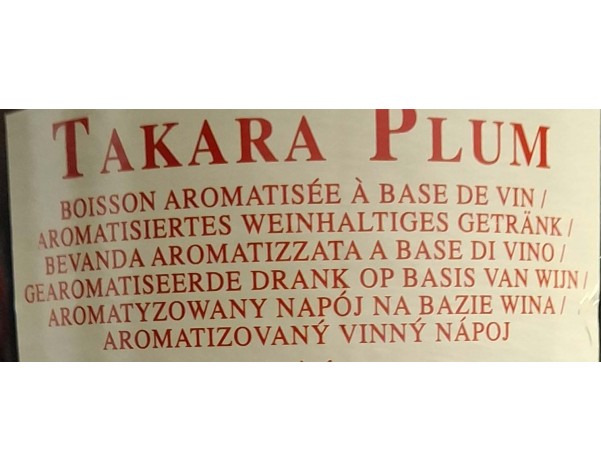 TAKARA PLUM
BOISSON AROMATISÉE À BASE DE VIN /
AROMATISIERTES WEINHALTIGES GETRÄNK /
BEVANDA AROMATIZZATA A BASE DI VINO /
GEAROMATISEERDE DRANK OP BASIS VAN WIJN /
AROMATYZOWANY NAPÓJ NA BAZIE WINA /
AROMATIZOVANÝ VINNÝ NÁPOJ